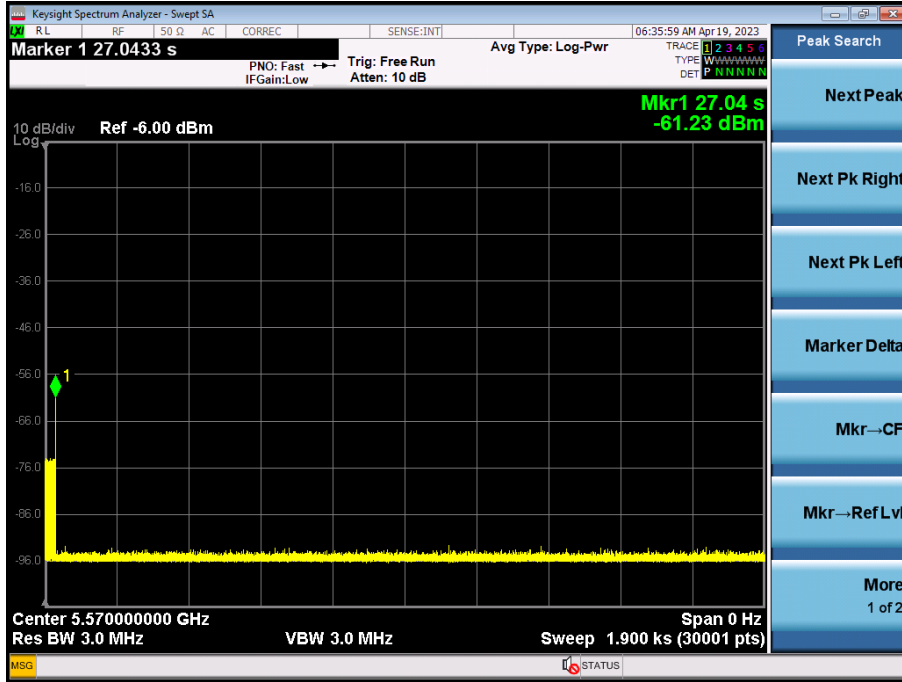 Keysight Spectrum Analyzer - Swept SA
LXI RL RF 50 Ω AC CORREC SENSE:INT 06:35:59 AM Apr 19, 2023
Marker 1 27.0433 s
PNO: Fast
IFGain:Low
Trig: Free Run
Atten: 10 dB
Avg Type: Log-Pwr
TRACE 1 2 3 4 5 6
TYPE WWWWWW
DET P N N N N N
Mkr1 27.04 s
-61.23 dBm
10 dB/div Ref -6.00 dBm
Log
-16.0
-26.0
-36.0
-46.0
-56.0
1
-66.0
-76.0
-86.0
-96.0
Center 5.570000000 GHz Span 0 Hz
Res BW 3.0 MHz VBW 3.0 MHz Sweep 1.900 ks (30001 pts)
MSG STATUS
Peak Search
Next Peak
Next Pk Right
Next Pk Left
Marker Delta
Mkr→CF
Mkr→Ref Lvl
More
1 of 2